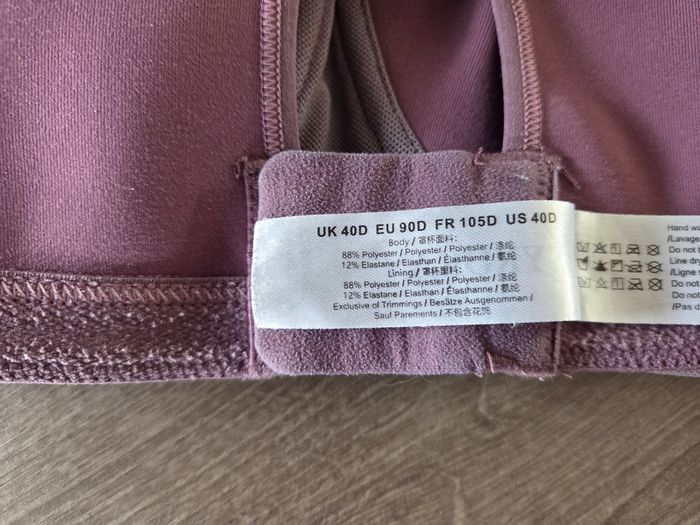 UK 40D EU 90D FR 105D US 40D
Body / 罩杯面料:
88% Polyester / Polyester / Polyester / 涤纶
12% Elastane / Elasthan / Élasthanne / 氨纶
Lining / 罩杯里料:
88% Polyester / Polyester / Polyester / 涤纶
12% Elastane / Elasthan / Élasthanne / 氨纶
Exclusive of Trimmings / Besätze Ausgenommen /
Sauf Parements / 不包含花饰
Hand wa
/Lavage
Do not b
Line dry
/Ligne
Do not
/Pas d